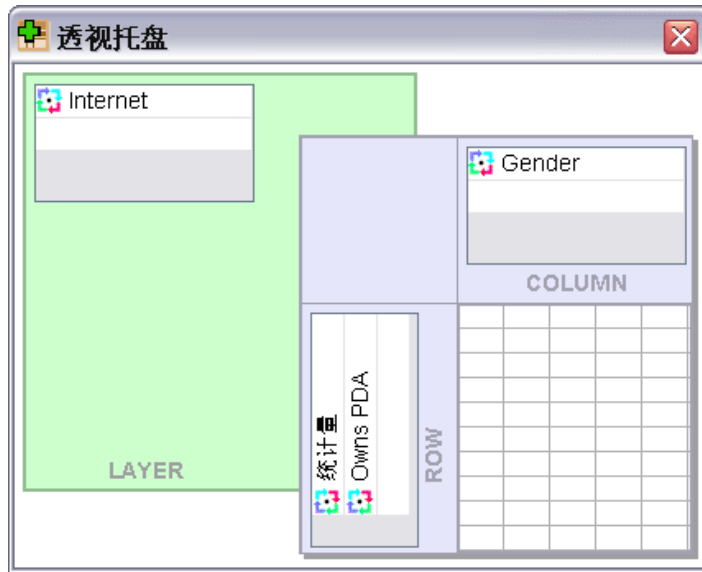 透视托盘
Internet
Gender
COLUMN
统计量
Owns PDA
ROW
LAYER